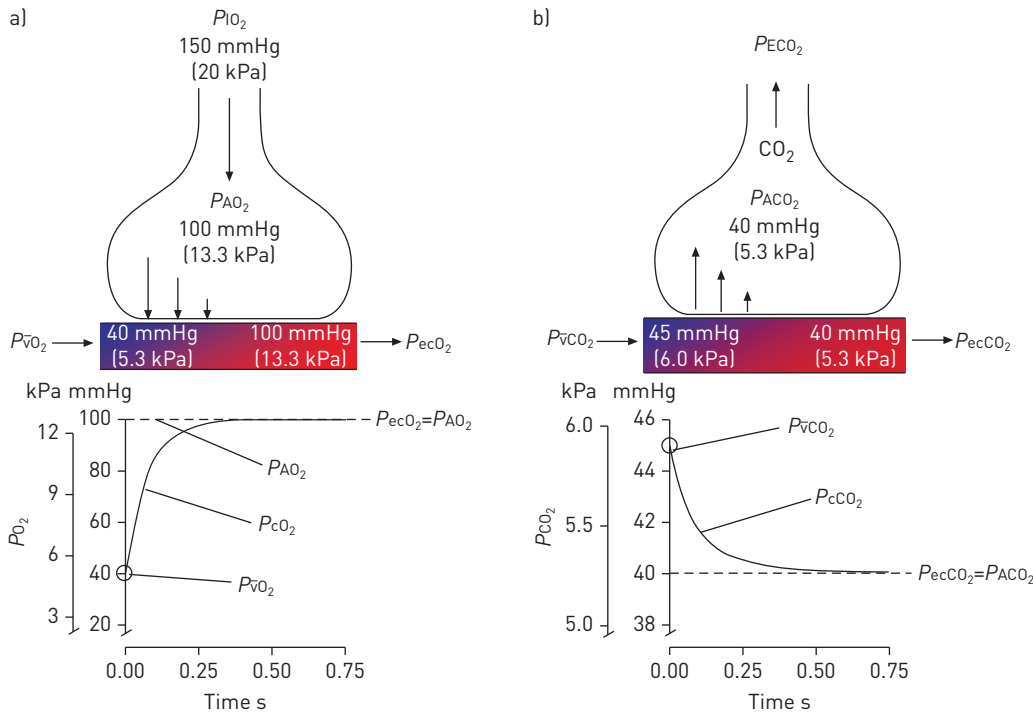 a)
PIO₂
150 mmHg
(20 kPa)
PAO₂
100 mmHg
(13.3 kPa)
Pv̄O₂
40 mmHg
(5.3 kPa)
100 mmHg
(13.3 kPa)
PecO₂
kPa mmHg
PO₂
12
9
6
3
100
80
60
40
20
PecO₂=PAO₂
PAO₂
PcO₂
Pv̄O₂
0.00 0.25 0.50 0.75
Time s
b)
PECO₂
CO₂
PACO₂
40 mmHg
(5.3 kPa)
Pv̄CO₂
45 mmHg
(6.0 kPa)
40 mmHg
(5.3 kPa)
PecCO₂
kPa mmHg
PCO₂
6.0
5.5
5.0
46
44
42
40
38
Pv̄CO₂
PcCO₂
PecCO₂=PACO₂
0.00 0.25 0.50 0.75
Time s